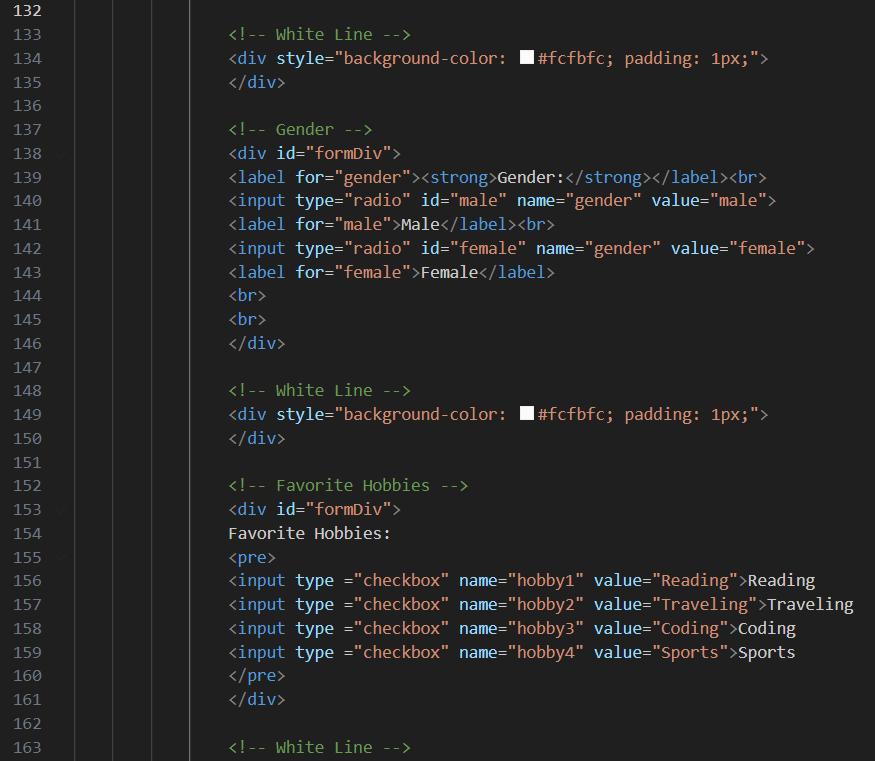 132
133 <!-- White Line -->
134 <div style="background-color: #fcfbfc; padding: 1px;">
135 </div>
136
137 <!-- Gender -->
138 <div id="formDiv">
139 <label for="gender"><strong>Gender:</strong></label><br>
140 <input type="radio" id="male" name="gender" value="male">
141 <label for="male">Male</label><br>
142 <input type="radio" id="female" name="gender" value="female">
143 <label for="female">Female</label>
144 <br>
145 <br>
146 </div>
147
148 <!-- White Line -->
149 <div style="background-color: #fcfbfc; padding: 1px;">
150 </div>
151
152 <!-- Favorite Hobbies -->
153 <div id="formDiv">
154 Favorite Hobbies:
155 <pre>
156 <input type ="checkbox" name="hobby1" value="Reading">Reading
157 <input type ="checkbox" name="hobby2" value="Traveling">Traveling
158 <input type ="checkbox" name="hobby3" value="Coding">Coding
159 <input type ="checkbox" name="hobby4" value="Sports">Sports
160 </pre>
161 </div>
162
163 <!-- White Line -->